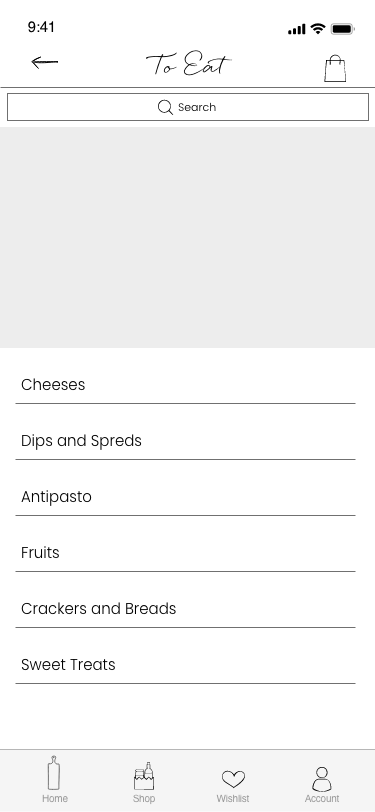 9:41
To Eat
Search
Cheeses
Dips and Spreds
Antipasto
Fruits
Crackers and Breads
Sweet Treats
Home Shop Wishlist Account